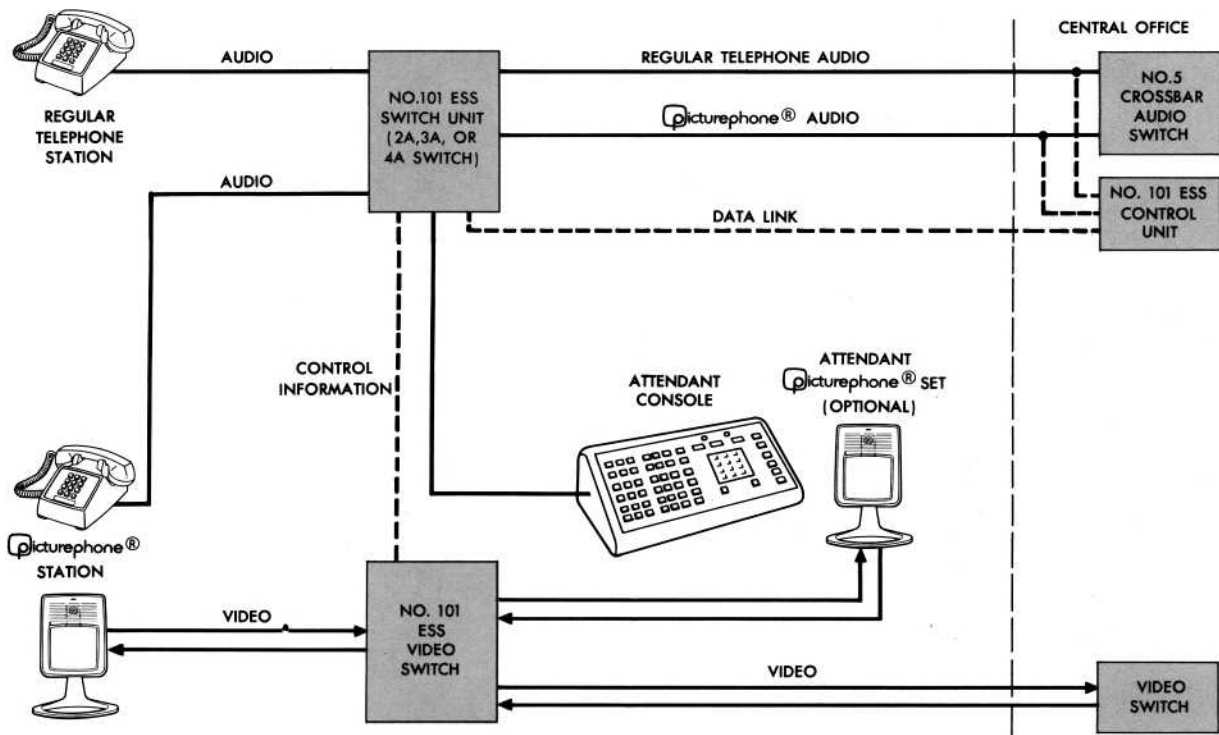 CENTRAL OFFICE
AUDIO
REGULAR TELEPHONE AUDIO
REGULAR
TELEPHONE
STATION
NO.101 ESS
SWITCH UNIT
(2A,3A, OR
4A SWITCH)
NO.5
CROSSBAR
AUDIO
SWITCH
picturephone® AUDIO
AUDIO
DATA LINK
NO. 101 ESS
CONTROL
UNIT
CONTROL
INFORMATION
ATTENDANT
CONSOLE
ATTENDANT
picturephone® SET
(OPTIONAL)
picturephone®
STATION
VIDEO
NO. 101
ESS
VIDEO
SWITCH
VIDEO
VIDEO
SWITCH